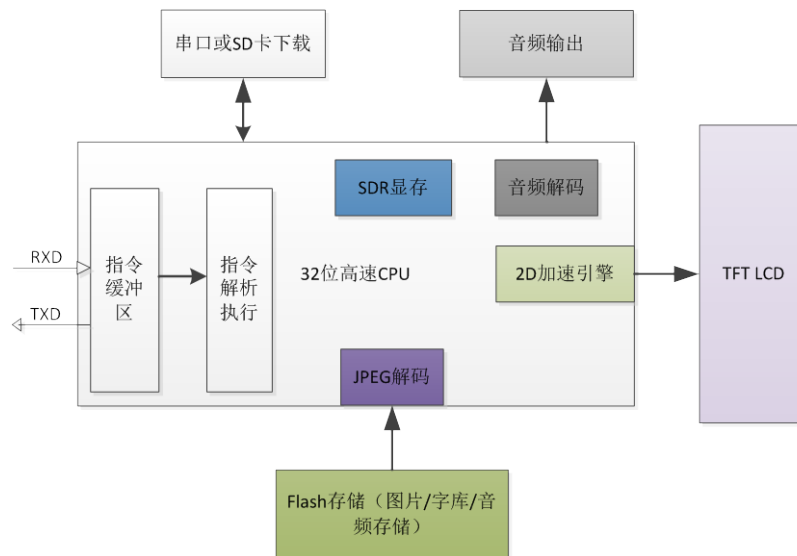 串口或SD卡下载
音频输出
SDR显存
音频解码
RXD
TXD
指令
缓冲
区
指令
解析
执行
32位高速CPU
2D加速引擎
TFT LCD
JPEG解码
Flash存储（图片/字库/音
频存储）